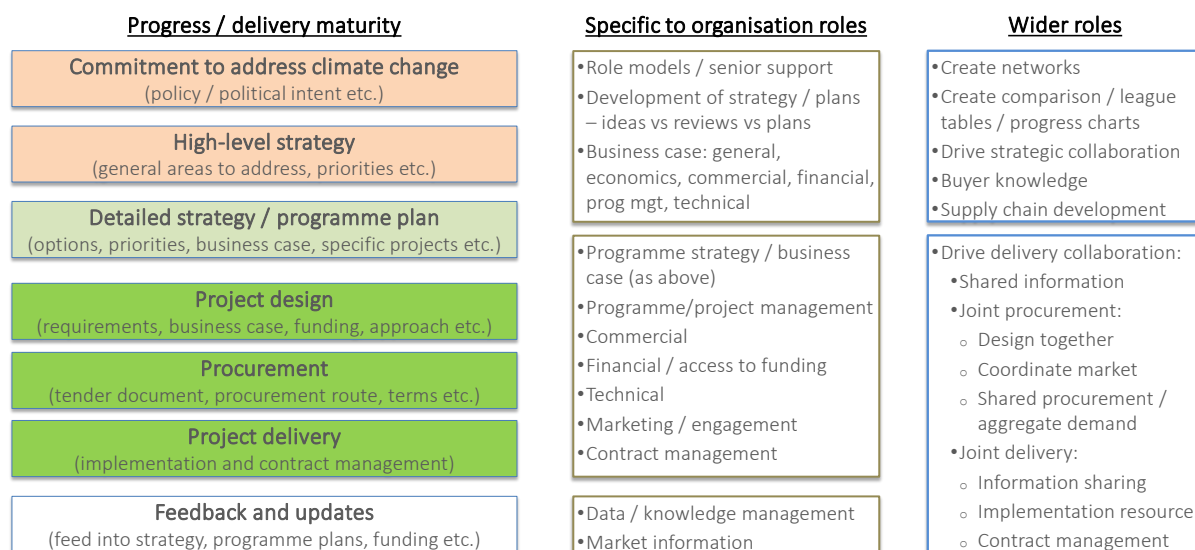 Progress / delivery maturity
Commitment to address climate change
(policy / political intent etc.)
High-level strategy
(general areas to address, priorities etc.)
Detailed strategy / programme plan
(options, priorities, business case, specific projects etc.)
Project design
(requirements, business case, funding, approach etc.)
Procurement
(tender document, procurement route, terms etc.)
Project delivery
(implementation and contract management)
Feedback and updates
(feed into strategy, programme plans, funding etc.)
Specific to organisation roles
•Role models / senior support
•Development of strategy / plans
– ideas vs reviews vs plans
•Business case: general,
economics, commercial, financial,
prog mgt, technical
•Programme strategy / business
case (as above)
•Programme/project management
•Commercial
•Financial / access to funding
•Technical
•Marketing / engagement
•Contract management
•Data / knowledge management
•Market information
Wider roles
•Create networks
•Create comparison / league
tables / progress charts
•Drive strategic collaboration
•Buyer knowledge
•Supply chain development
•Drive delivery collaboration:
•Shared information
•Joint procurement:
o Design together
o Coordinate market
o Shared procurement /
aggregate demand
•Joint delivery:
o Information sharing
o Implementation resource
o Contract management